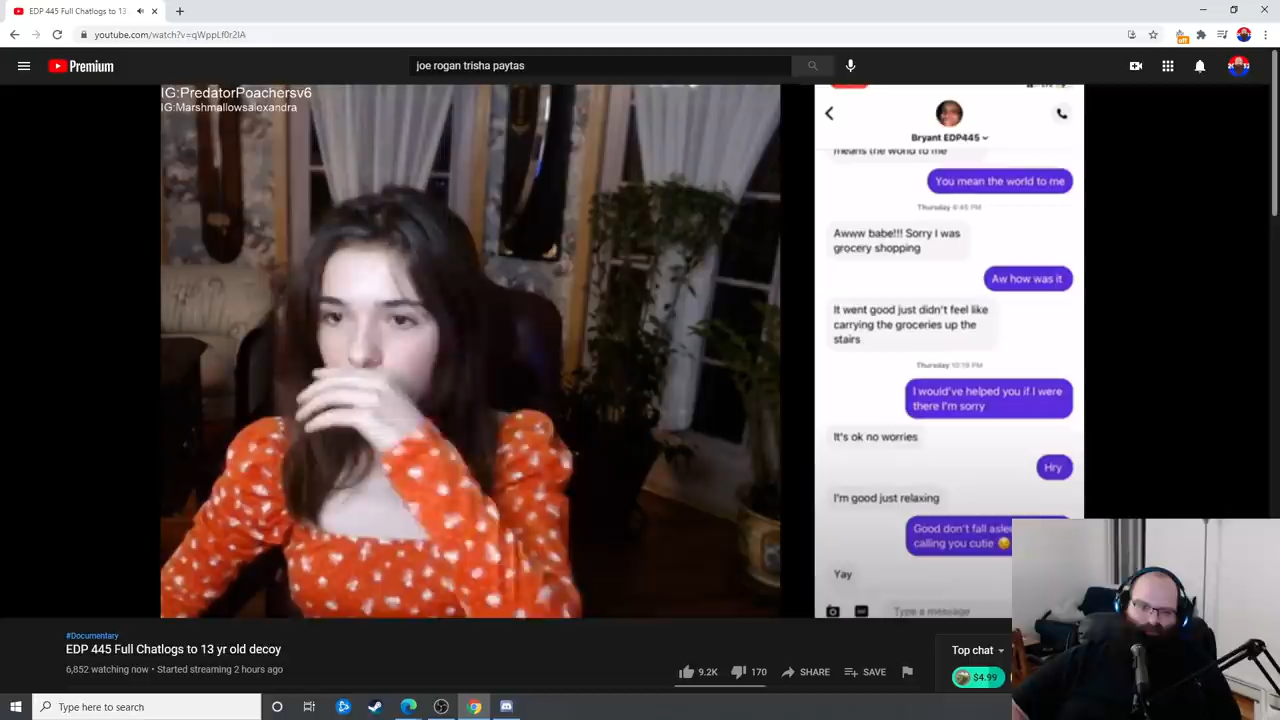 EDP 445 Full Chatlogs to 13
youtube.com/watch?v=qWppLf0r2IA
off
Premium
joe rogan trisha paytas
IG:PredatorPoachersv6
IG:Marshmallowsalexandra
Bryant EDP445
means the world to me
You mean the world to me
Thursday 6:45 PM
Awww babe!!! Sorry I was
grocery shopping
Aw how was it
It went good just didn't feel like
carrying the groceries up the
stairs
Thursday 10:19 PM
I would've helped you if I were
there I'm sorry
It's ok no worries
Hry
I'm good just relaxing
Good don't fall
calling you cutie 😉
Yay
Type a message
#Documentary
EDP 445 Full Chatlogs to 13 yr old decoy
6,852 watching now • Started streaming 2 hours ago
9.2K
170
SHARE
SAVE
Top chat
$4.99
Type here to search